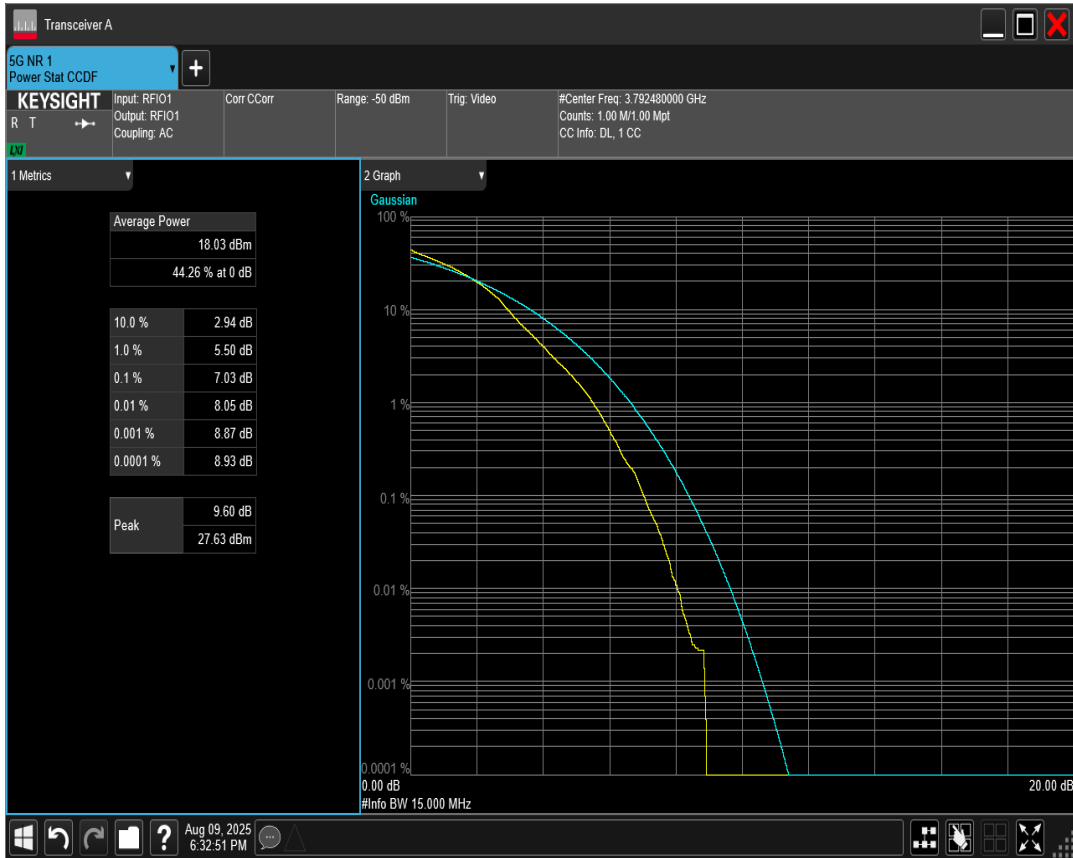 Transceiver A
5G NR 1
Power Stat CCDF
KEYSIGHT
R T
LXI
Input: RFIO1
Output: RFIO1
Coupling: AC
Corr CCorr
Range: -50 dBm
Trig: Video
#Center Freq: 3.792480000 GHz
Counts: 1.00 M/1.00 Mpt
CC Info: DL, 1 CC
1 Metrics
Average Power
18.03 dBm
44.26 % at 0 dB
10.0 % 2.94 dB
1.0 % 5.50 dB
0.1 % 7.03 dB
0.01 % 8.05 dB
0.001 % 8.87 dB
0.0001 % 8.93 dB
Peak
9.60 dB
27.63 dBm
2 Graph
Gaussian
100 %
10 %
1 %
0.1 %
0.01 %
0.001 %
0.0001 %
0.00 dB 20.00 dB
#Info BW 15.000 MHz
?
Aug 09, 2025
6:32:51 PM